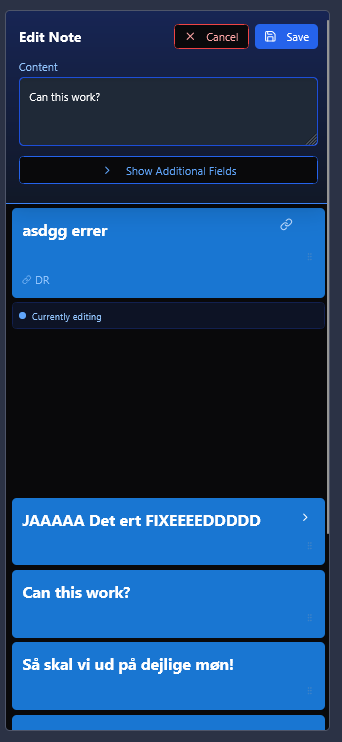 Edit Note
Cancel
Save
Content
Can this work?
Show Additional Fields
asdgg errer
DR
Currently editing
JAAAAA Det ert FIXEEEEDDDDD
Can this work?
Så skal vi ud på dejlige møn!